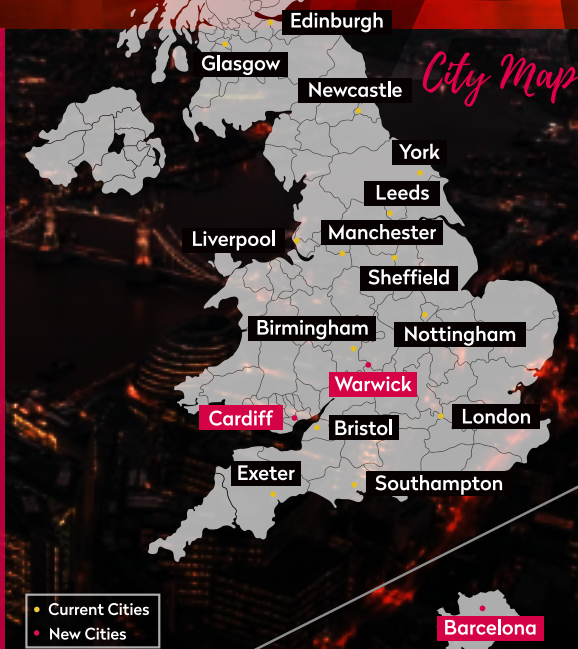 Edinburgh
Glasgow
City Map
Newcastle
York
Leeds
Liverpool
Manchester
Sheffield
Birmingham
Nottingham
Warwick
Cardiff
London
Bristol
Exeter
Southampton
Current Cities
New Cities
Barcelona